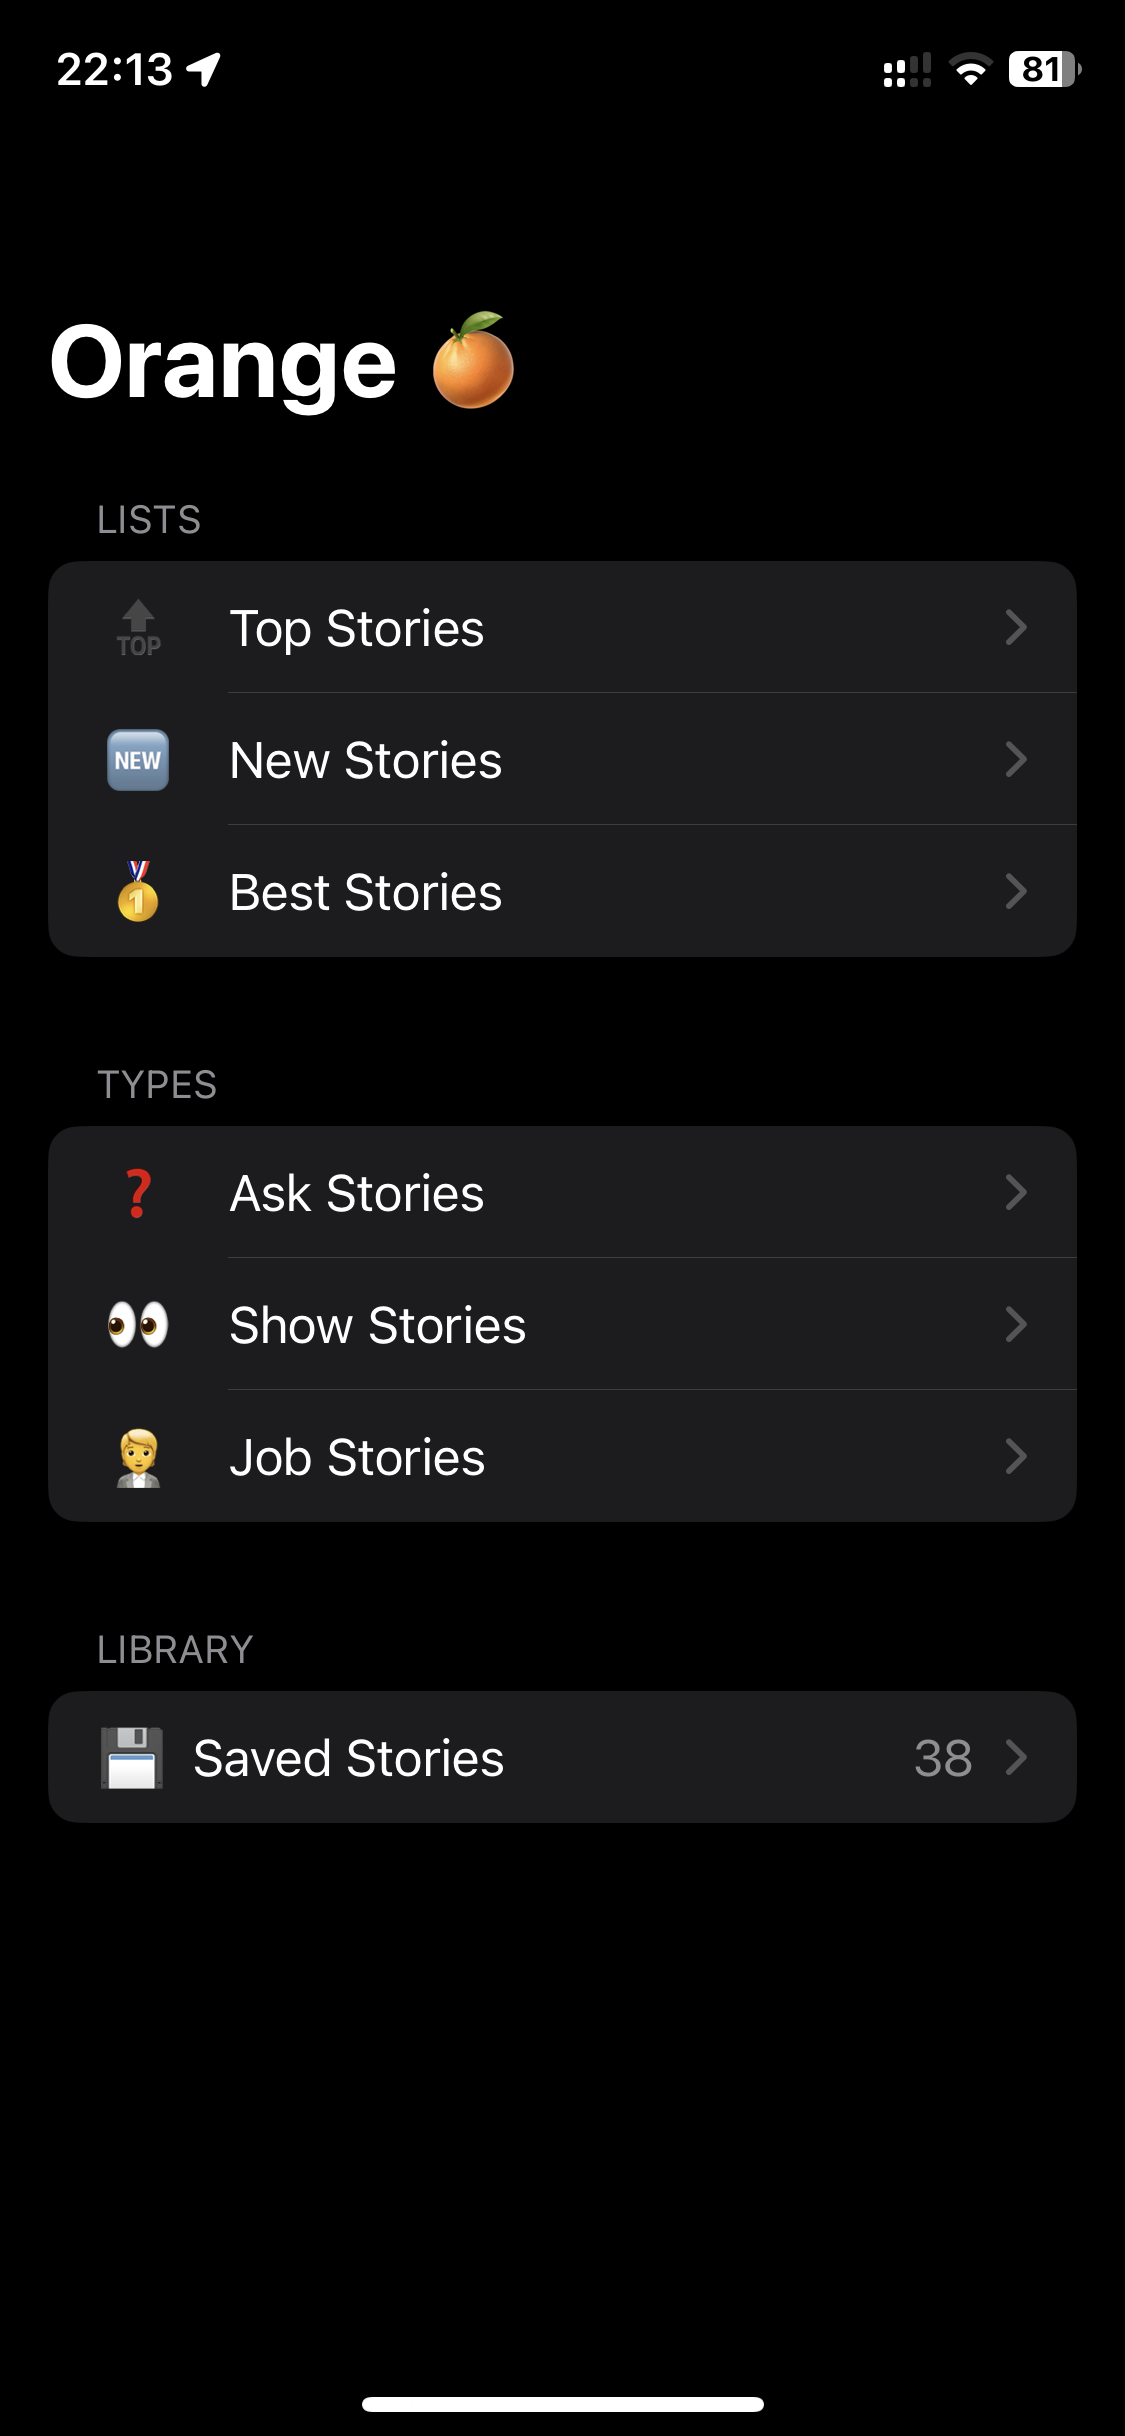 22:13
81
Orange 🍊
LISTS
TOP
Top Stories
NEW
New Stories
1
Best Stories
TYPES
❓ Ask Stories
👀 Show Stories
Job Stories
LIBRARY
💾 Saved Stories 38